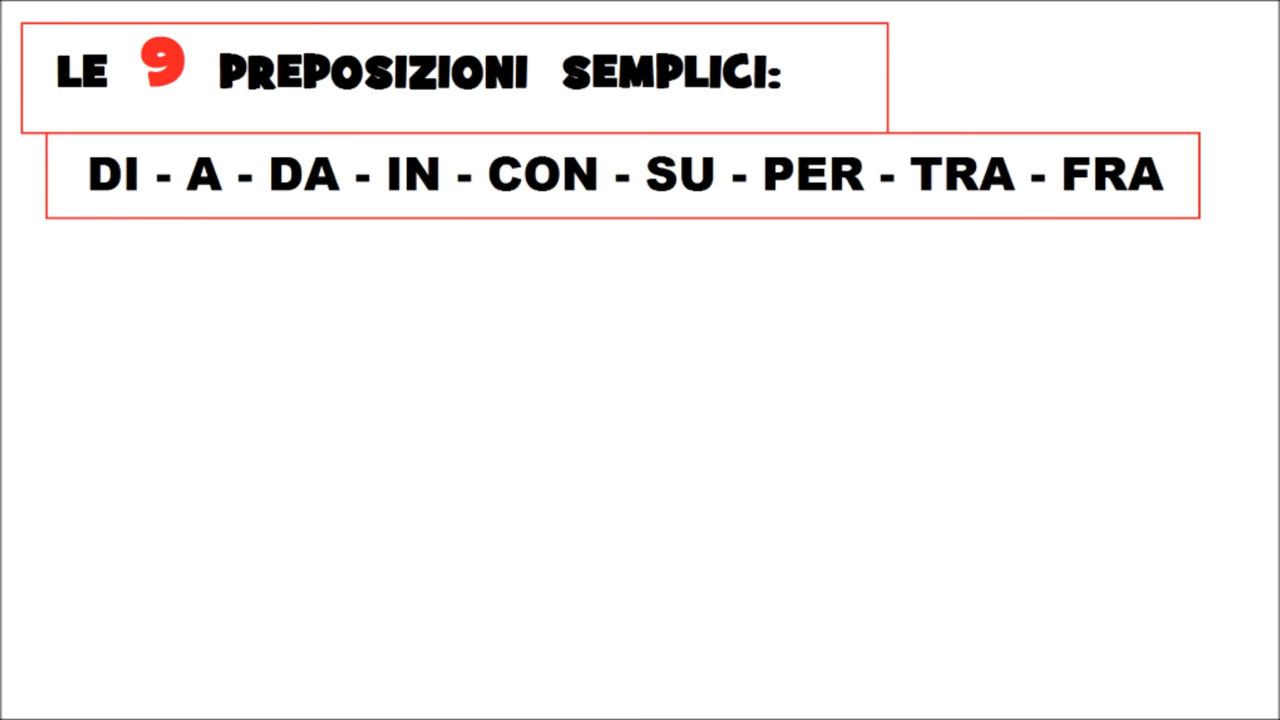 LE 9 PREPOSIZIONI SEMPLICI:
DI - A - DA - IN - CON - SU - PER - TRA - FRA